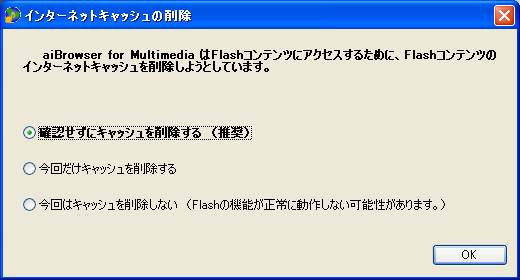 インターネットキャッシュの削除
aiBrowser for Multimedia はFlashコンテンツにアクセスするために、Flashコンテンツの
インターネットキャッシュを削除しようとしています。
確認せずにキャッシュを削除する （推奨）
今回だけキャッシュを削除する
今回はキャッシュを削除しない （Flashの機能が正常に動作しない可能性があります。）
OK